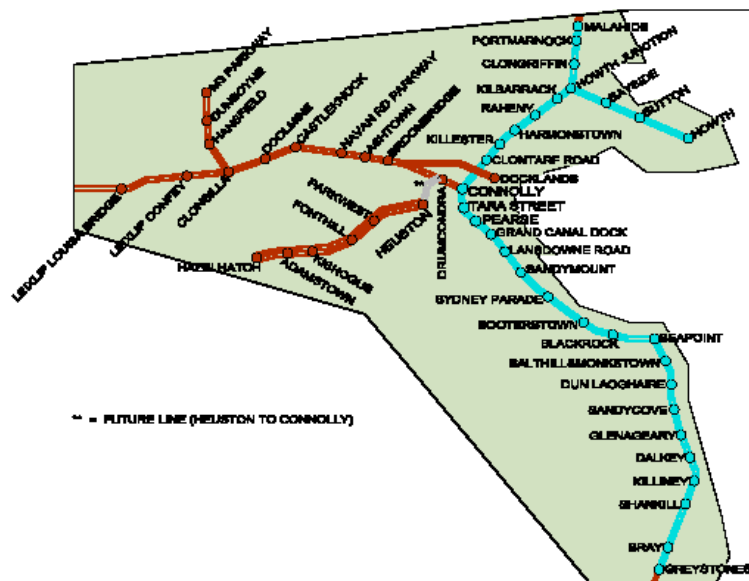 MALAHIDE
PORTMARNOCK
CLONGRIFFIN
HOWTH JUNCTION
KILBARRACK
BAYSIDE
SUTTON
HOWTH
RAHENY
HARMONSTOWN
KILLESTER
CLONTARF ROAD
DOCKLANDS
CONNOLLY
TARA STREET
PEARSE
GRAND CANAL DOCK
LANSDOWNE ROAD
SANDYMOUNT
SYDNEY PARADE
BOOTERSTOWN
BLACKROCK
SEAPOINT
SALTHILL&MONKSTOWN
DUN LAOGHAIRE
SANDYCOVE
GLENAGEARY
DALKEY
KILLINEY
SHANKILL
BRAY
GREYSTONES
M3 PARKWAY
DUNBOYNE
HANSFIELD
COOLMINE
CASTLEKNOCK
NAVAN RD PARKWAY
ASHTOWN
BROOMBRIDGE
CLONSILLA
LEIXLIP CONFEY
LEIXLIP LOUISA BRIDGE
DRUMCONDRA
**
HEUSTON
PARKWEST
FONTHILL
KISHOGUE
ADAMSTOWN
HAZELHATCH
** = FUTURE LINE (HEUSTON TO CONNOLLY)